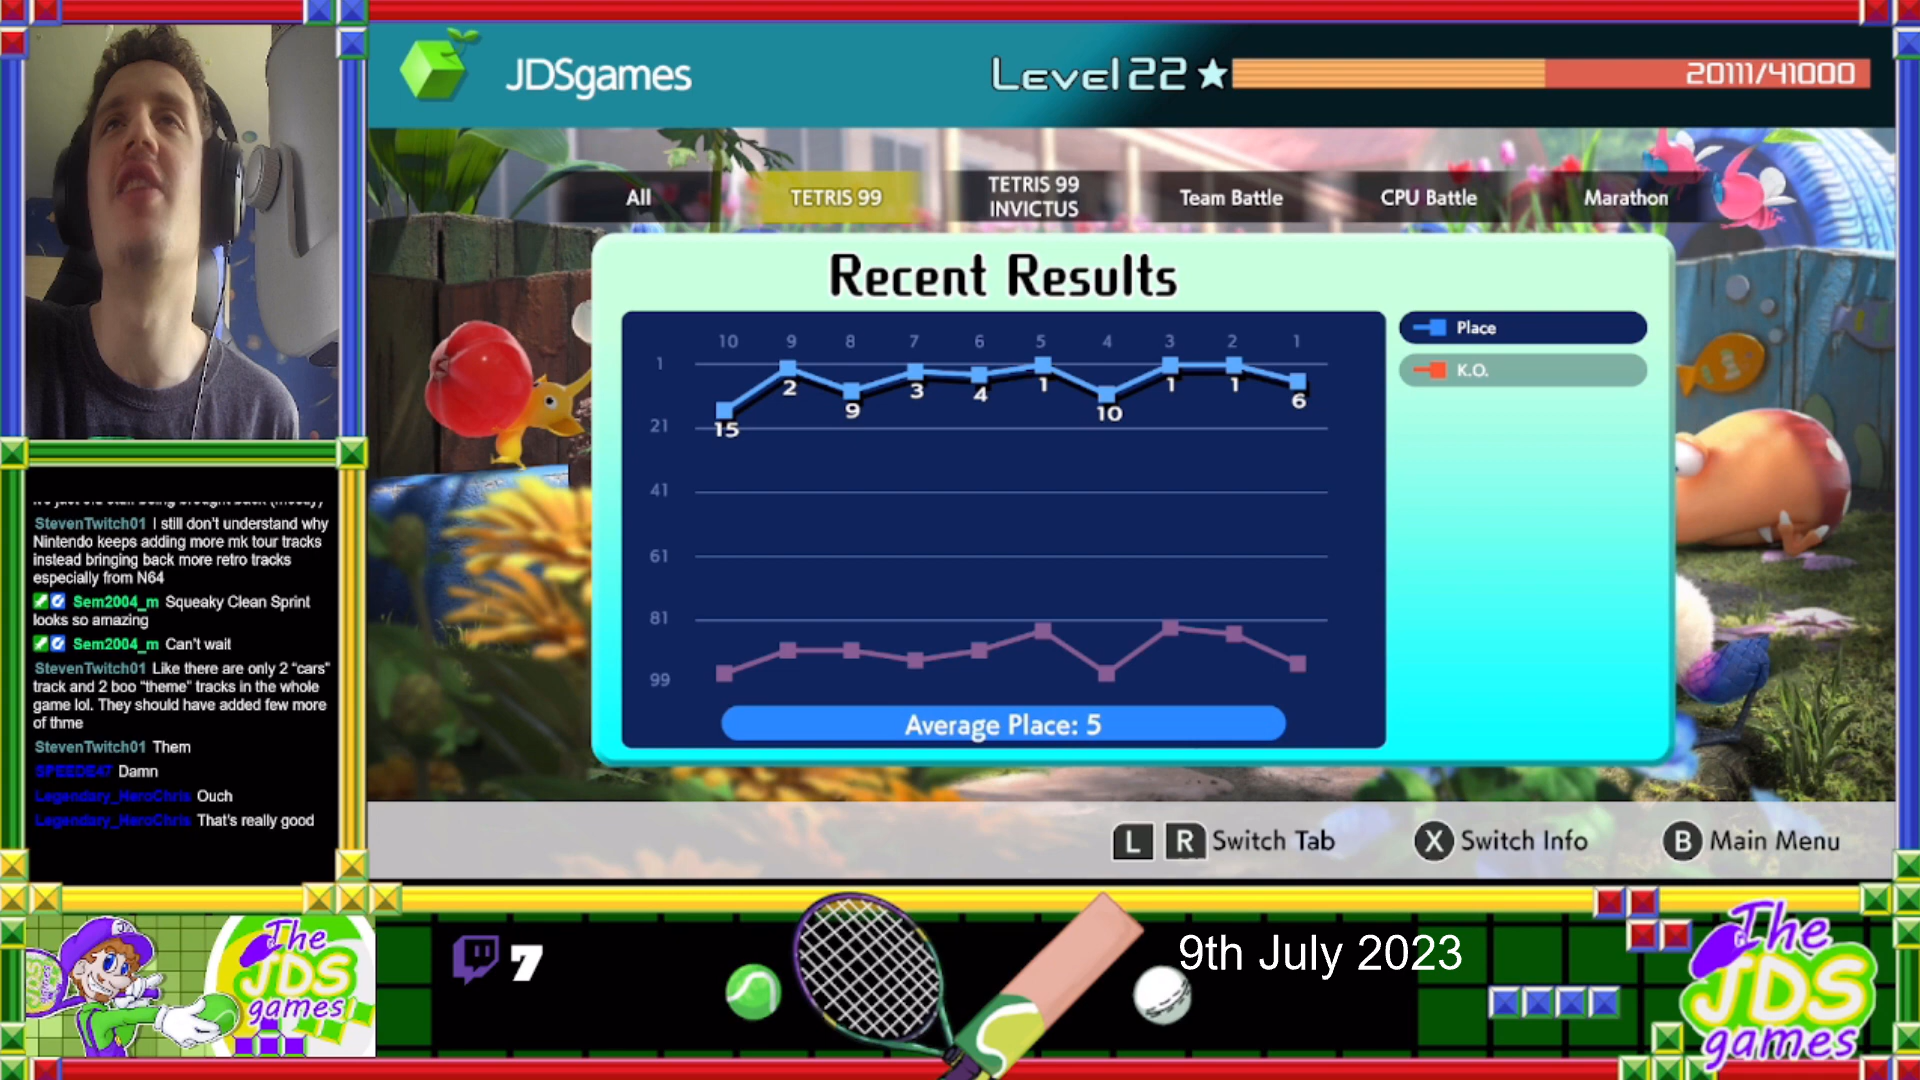 JDSgames
Level 22
20111/41000
All
TETRIS 99
TETRIS 99
INVICTUS
Team Battle
CPU Battle
Marathon
Recent Results
10 9 8 7 6 5 4 3 2 1
1
21
41
61
81
99
15 2 9 3 4 1 10 1 1 6
Average Place: 5
Place
K.O.
L R Switch Tab
X Switch Info
B Main Menu
StevenTwitch01 I still don't understand why
Nintendo keeps adding more mk tour tracks
instead bringing back more retro tracks
especially from N64
Sem2004_m Squeaky Clean Sprint
looks so amazing
Sem2004_m Can't wait
StevenTwitch01 Like there are only 2 "cars"
track and 2 boo "theme" tracks in the whole
game lol. They should have added few more
of thme
StevenTwitch01 Them
SPEEDE47 Damn
Legendary_HeroChris Ouch
Legendary_HeroChris That's really good
The
JDS
games
7
9th July 2023
The
JDS
games